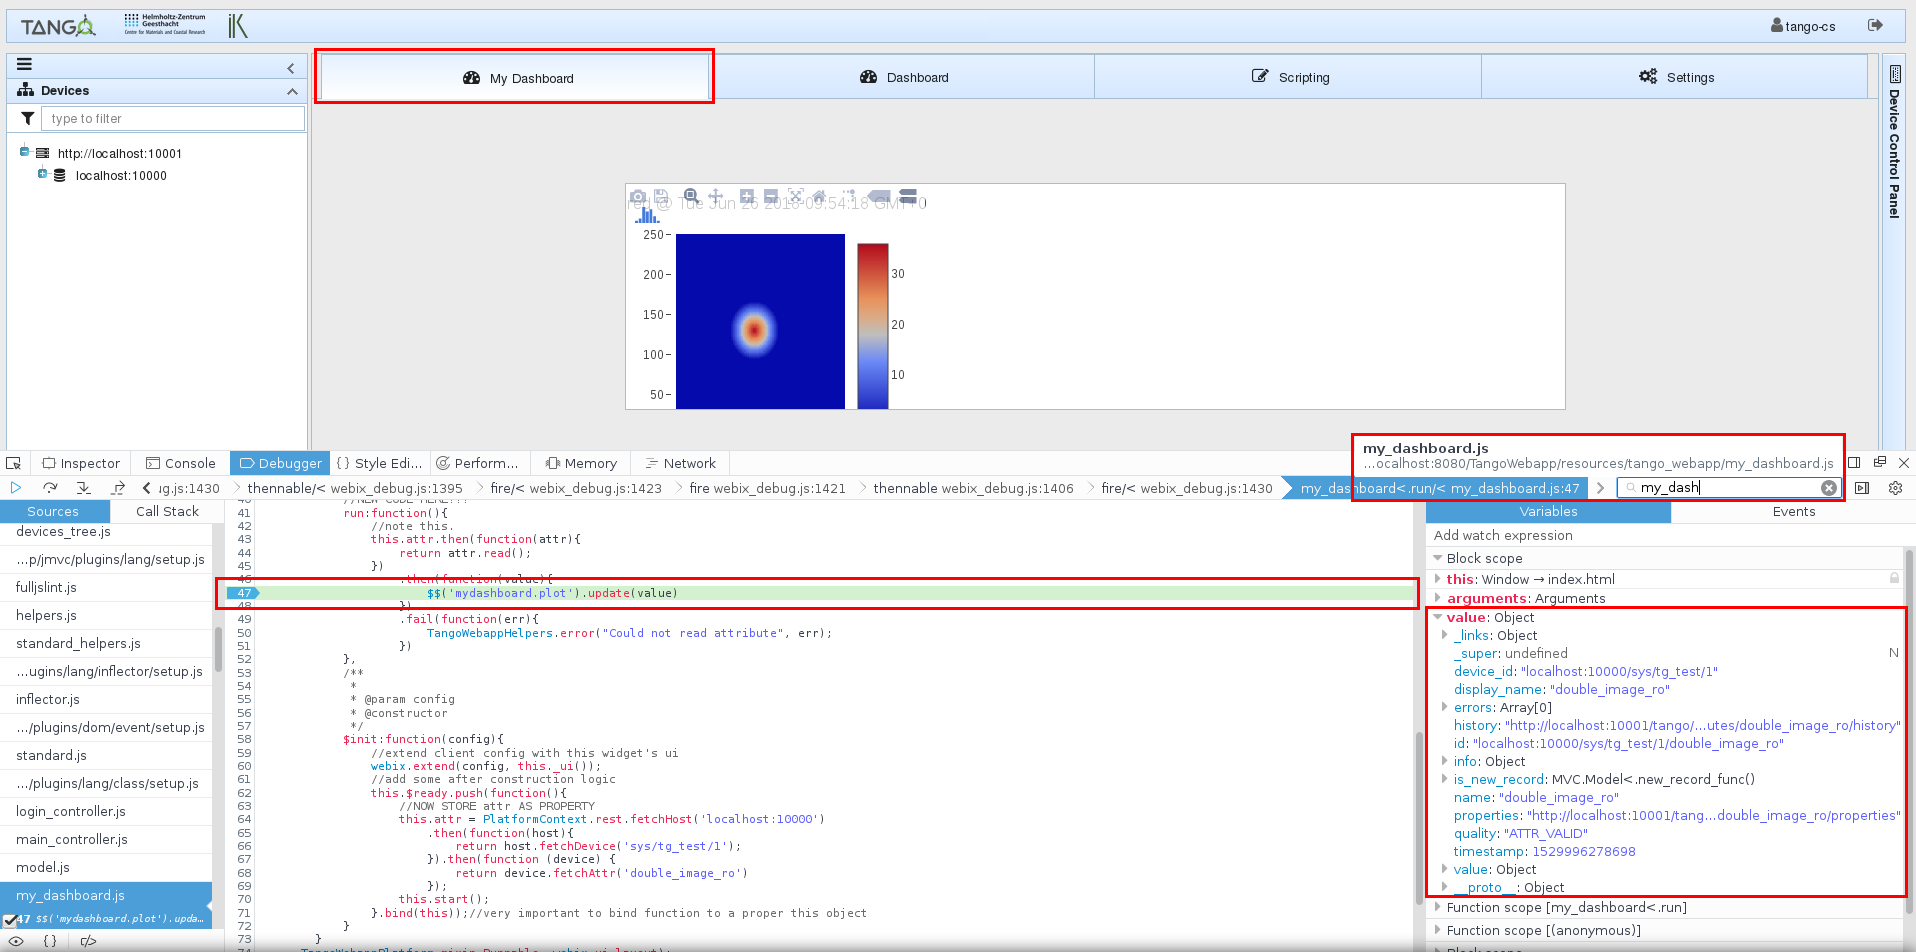 TANGO
Helmholtz-Zentrum
Geesthacht
Centre for Materials and Coastal Research
tango-cs
My Dashboard
Dashboard
Scripting
Settings
Devices
type to filter
http://localhost:10001
localhost:10000
Device Control Panel
red @ Tue Jun 26 2018 09:54:18 GMT+0
250
200
150
100
50
30
20
10
my_dashboard.js
...ocalhost:8080/TangoWebapp/resources/tango_webapp/my_dashboard.js
Inspector
Console
Debugger
{ } Style Edi...
Perform...
Memory
Network
ıg.js:1430
thennable/< webix_debug.js:1395
fire/< webix_debug.js:1423
fire webix_debug.js:1421
thennable webix_debug.js:1406
fire/< webix_debug.js:1430
my_dashboard<.run/< my_dashboard.js:47
my_dash
Sources
Call Stack
devices_tree.js
...p/jmvc/plugins/lang/setup.js
fulljslint.js
helpers.js
standard_helpers.js
...ugins/lang/inflector/setup.js
inflector.js
.../plugins/dom/event/setup.js
standard.js
.../plugins/lang/class/setup.js
login_controller.js
main_controller.js
model.js
my_dashboard.js
47 $$('mydashboard.plot').upda...
40 //NEW CODE HERE!!!
41 run:function(){
42 //note this.
43 this.attr.then(function(attr){
44 return attr.read();
45 })
46 .then(function(value){
47 $$('mydashboard.plot').update(value)
48 })
49 .fail(function(err){
50 TangoWebappHelpers.error("Could not read attribute", err);
51 })
52 },
53 /**
54 *
55 * @param config
56 * @constructor
57 */
58 $init:function(config){
59 //extend client config with this widget's ui
60 webix.extend(config, this._ui());
61 //add some after construction logic
62 this.$ready.push(function(){
63 //NOW STORE attr AS PROPERTY
64 this.attr = PlatformContext.rest.fetchHost('localhost:10000')
65 .then(function(host){
66 return host.fetchDevice('sys/tg_test/1');
67 }).then(function (device) {
68 return device.fetchAttr('double_image_ro')
69 });
70 this.start();
71 }.bind(this));//very important to bind function to a proper this object
72 }
73 }
74 TangoWebappPlatform.mixin.Runnable, webix.ui.layout);
Variables
Events
Add watch expression
Block scope
this: Window → index.html
arguments: Arguments
value: Object
_links: Object
_super: undefined
N
device_id: "localhost:10000/sys/tg_test/1"
display_name: "double_image_ro"
errors: Array[0]
history: "http://localhost:10001/tango/...utes/double_image_ro/history"
id: "localhost:10000/sys/tg_test/1/double_image_ro"
info: Object
is_new_record: MVC.Model<.new_record_func()
name: "double_image_ro"
properties: "http://localhost:10001/tang...double_image_ro/properties"
quality: "ATTR_VALID"
timestamp: 1529996278698
value: Object
__proto__: Object
Function scope [my_dashboard<.run]
Function scope [(anonymous)]
Block scope